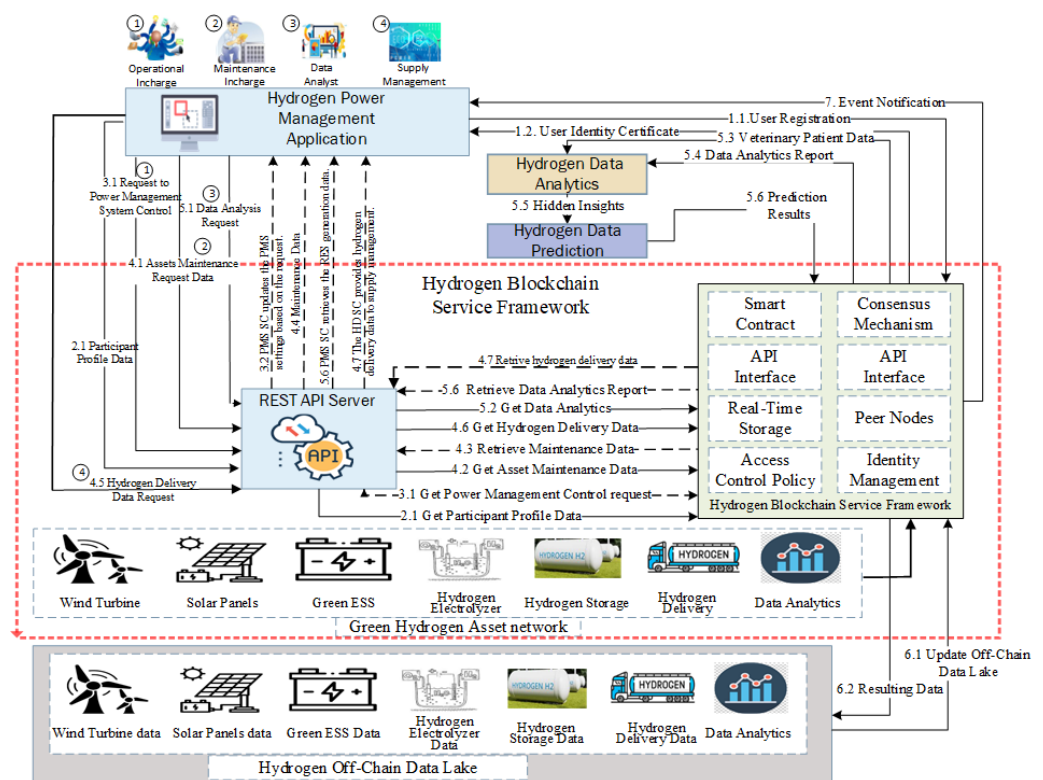 1
2
3
4
Operational
Incharge
Maintenance
Incharge
Data
Analyst
Supply
Management
Hydrogen Power
Management
Application
7. Event Notification
1.1.User Registration
1.2. User Identity Certificate
5.3 Veterinary Patient Data
5.4 Data Analytics Report
Hydrogen Data
Analytics
5.5 Hidden Insights
Hydrogen Data
Prediction
5.6 Prediction
Results
1
3.1 Request to
Power Management
System Control
3
5.1 Data Analysis
Request
2
4.1 Assets Maintenance
Request Data
2.1 Participant
Profile Data
4
4.5 Hydrogen Delivery
Data Request
3.2 PMS SC updates the PMS
settings based on the request.
4.4 Maintenance Data
5.6 PMS SC retrieves the RES generation data.
4.7 The HDSC provides hydrogen
delivery data to supply management.
Hydrogen Blockchain
Service Framework
REST API Server
API
4.7 Retrive hydrogen delivery data
5.6 Retrieve Data Analytics Report
5.2 Get Data Analytics
4.6 Get Hydrogen Delivery Data
4.3 Retrieve Maintenance Data
4.2 Get Asset Maintenance Data
3.1 Get Power Management Control request
2.1 Get Participant Profile Data
Smart
Contract
Consensus
Mechanism
API
Interface
API
Interface
Real-Time
Storage
Peer Nodes
Access
Control Policy
Identity
Management
Hydrogen Blockchain Service Framework
HYDROGEN H2
HYDROGEN
Wind Turbine
Solar Panels
Green ESS
Hydrogen
Electrolyzer
Hydrogen Storage
Hydrogen
Delivery
Data Analytics
Green Hydrogen Asset network
6.1 Update Off-Chain
Data Lake
6.2 Resulting Data
HYDROGEN H2
HYDROGEN
Wind Turbine data
Solar Panels data
Green ESS Data
Hydrogen
Electrolyzer
Data
Hydrogen
Storage Data
Hydrogen
Delivery Data
Data Analytics
Hydrogen Off-Chain Data Lake